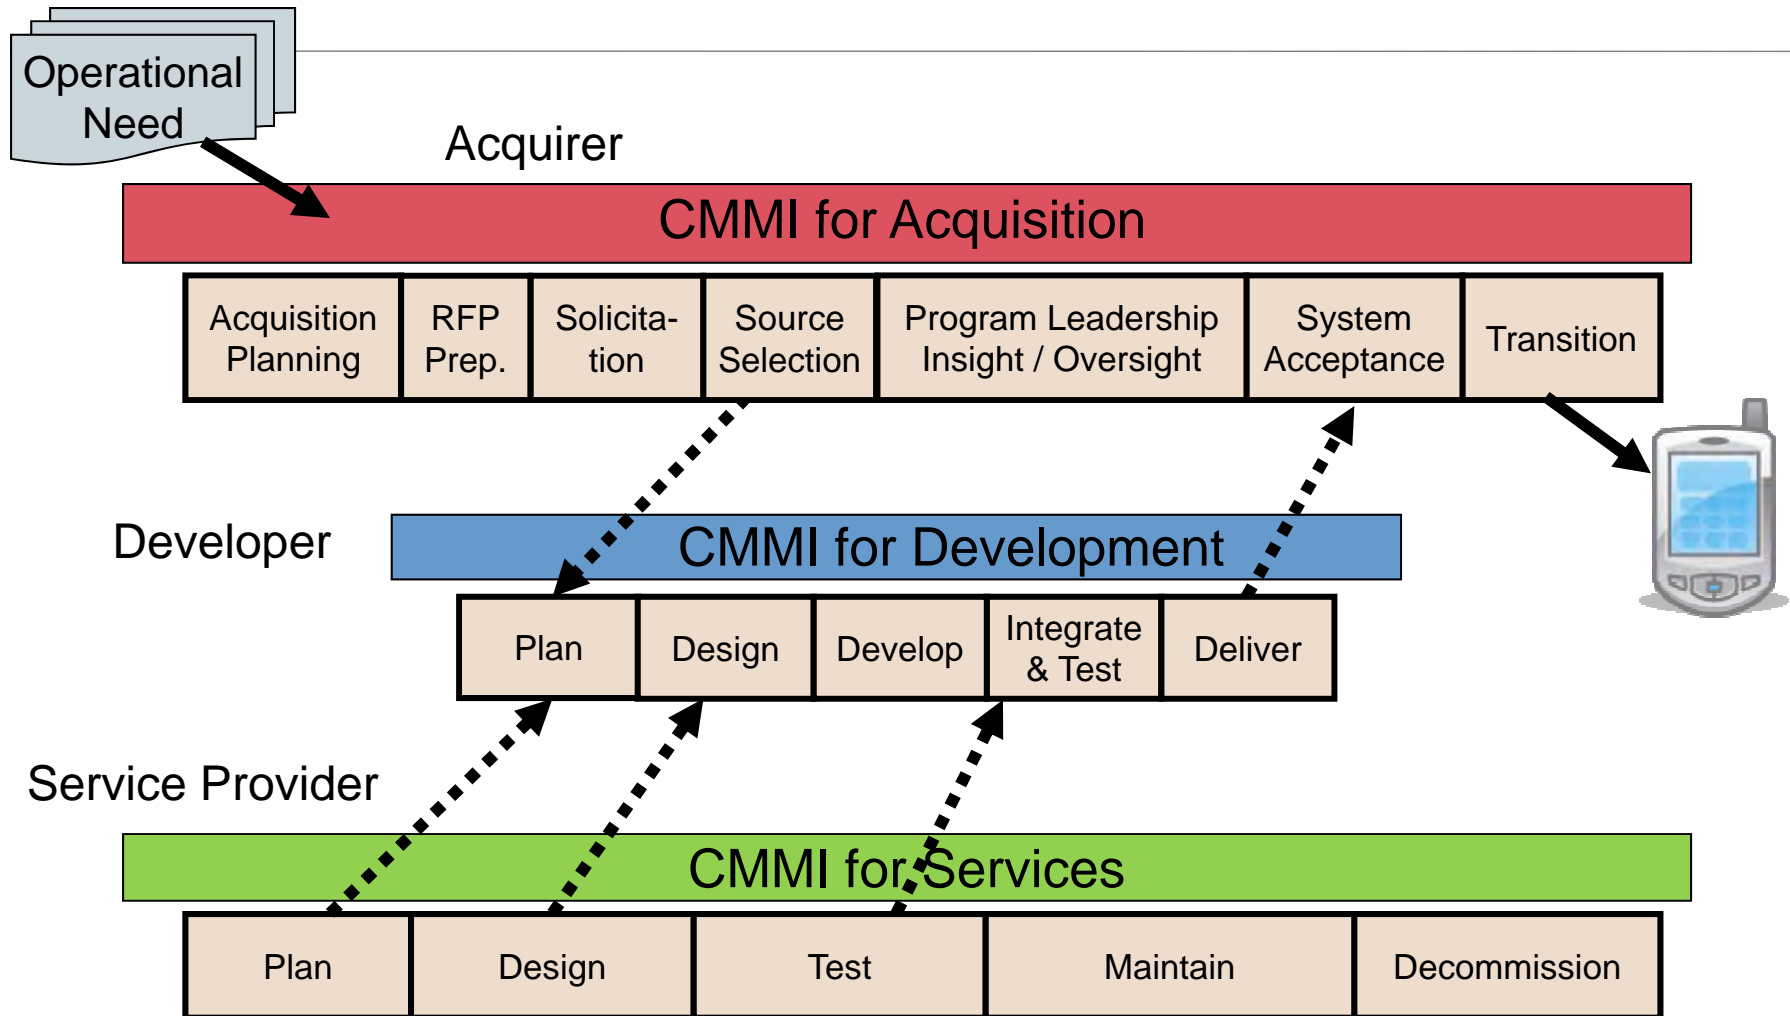 Operational
Need
Acquirer
CMMI for Acquisition
Acquisition
Planning
RFP
Prep.
Solicita-
tion
Source
Selection
Program Leadership
Insight / Oversight
System
Acceptance
Transition
Developer
CMMI for Development
Plan
Design
Develop
Integrate
& Test
Deliver
Service Provider
CMMI for Services
Plan
Design
Test
Maintain
Decommission